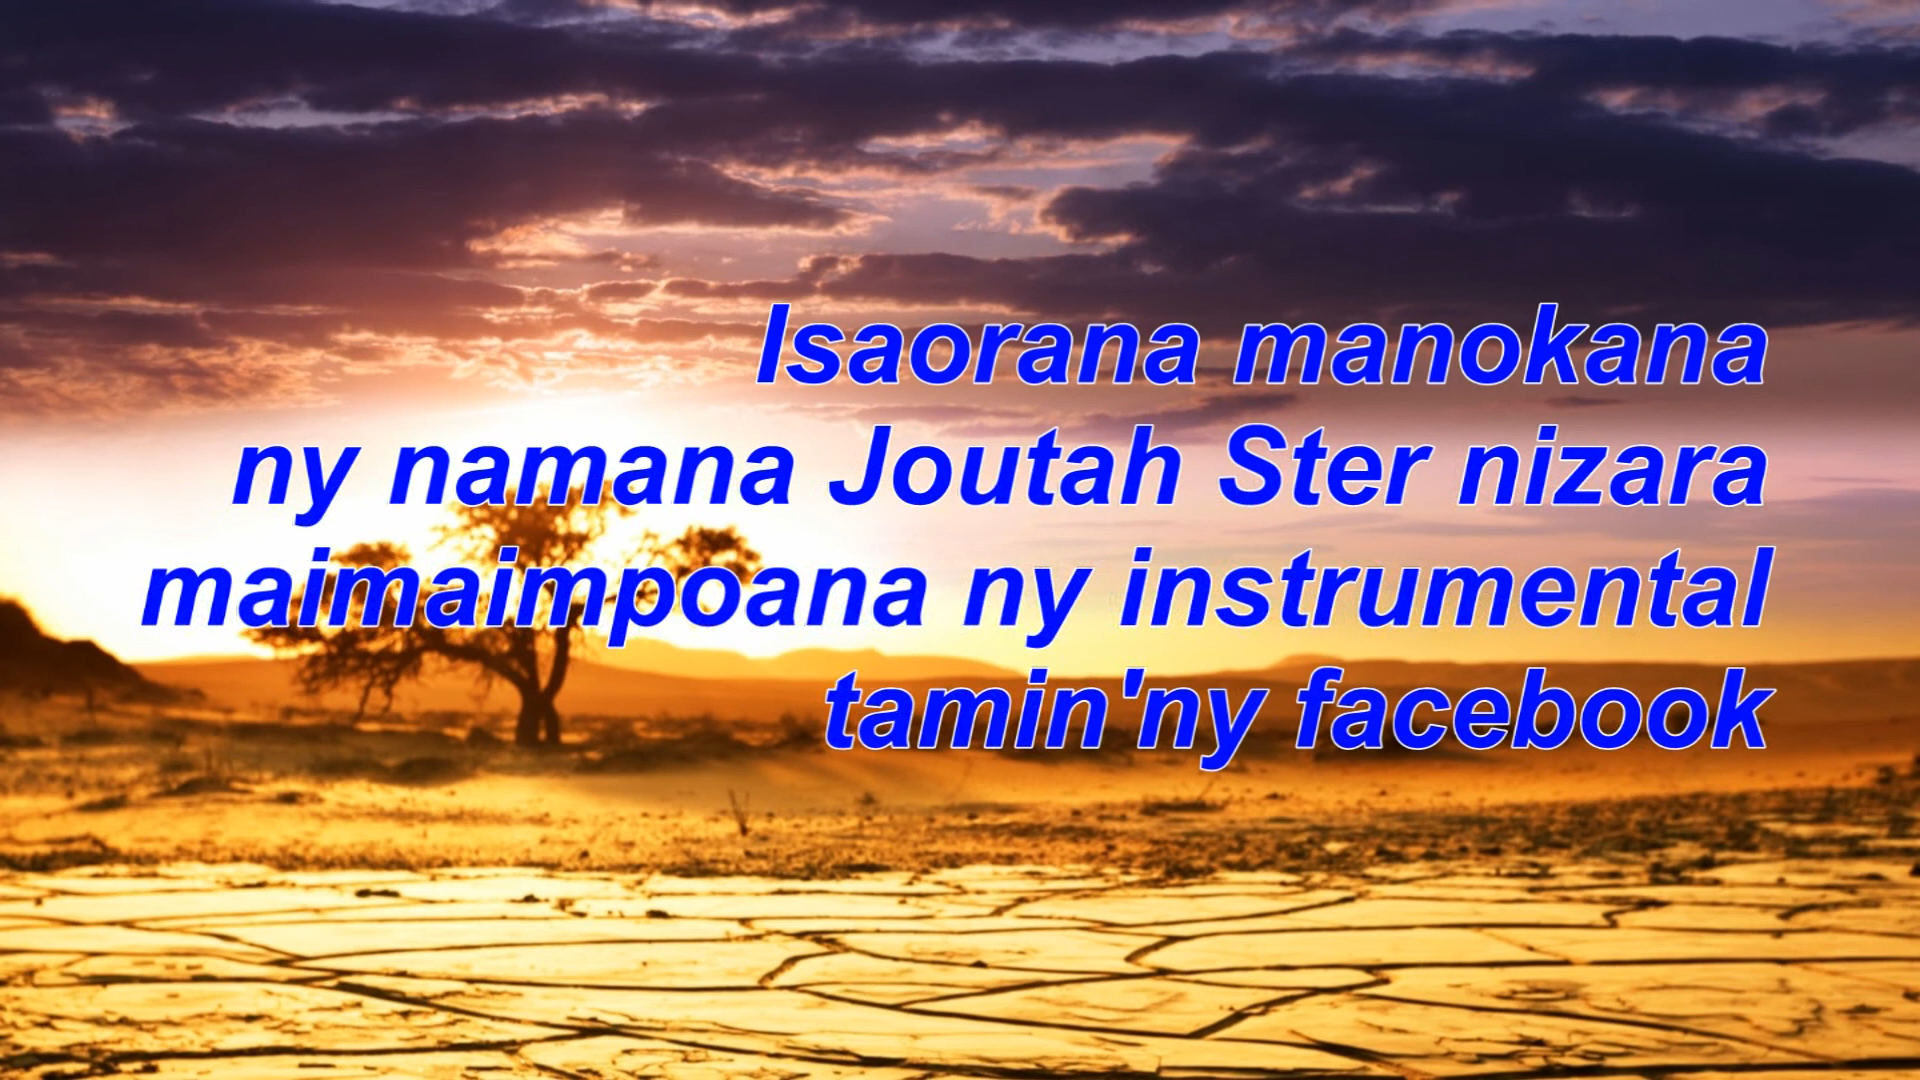 Isaorana manokana
ny namana Joutah Ster nizara
maimaimpoana ny instrumental
tamin'ny facebook